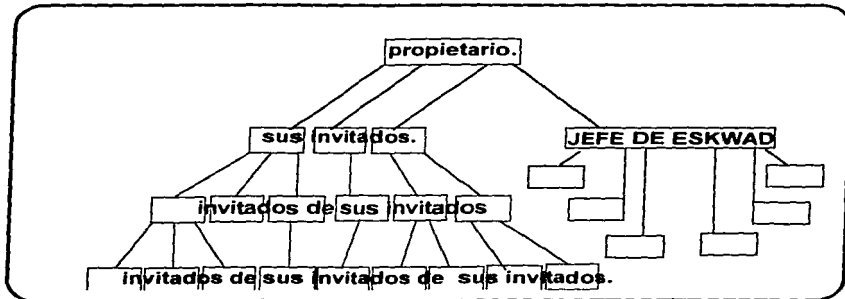 propietario.
sus invitados.
JEFE DE ESKWAD
invitados de sus invitados
invitados de sus invitados de sus invitados.